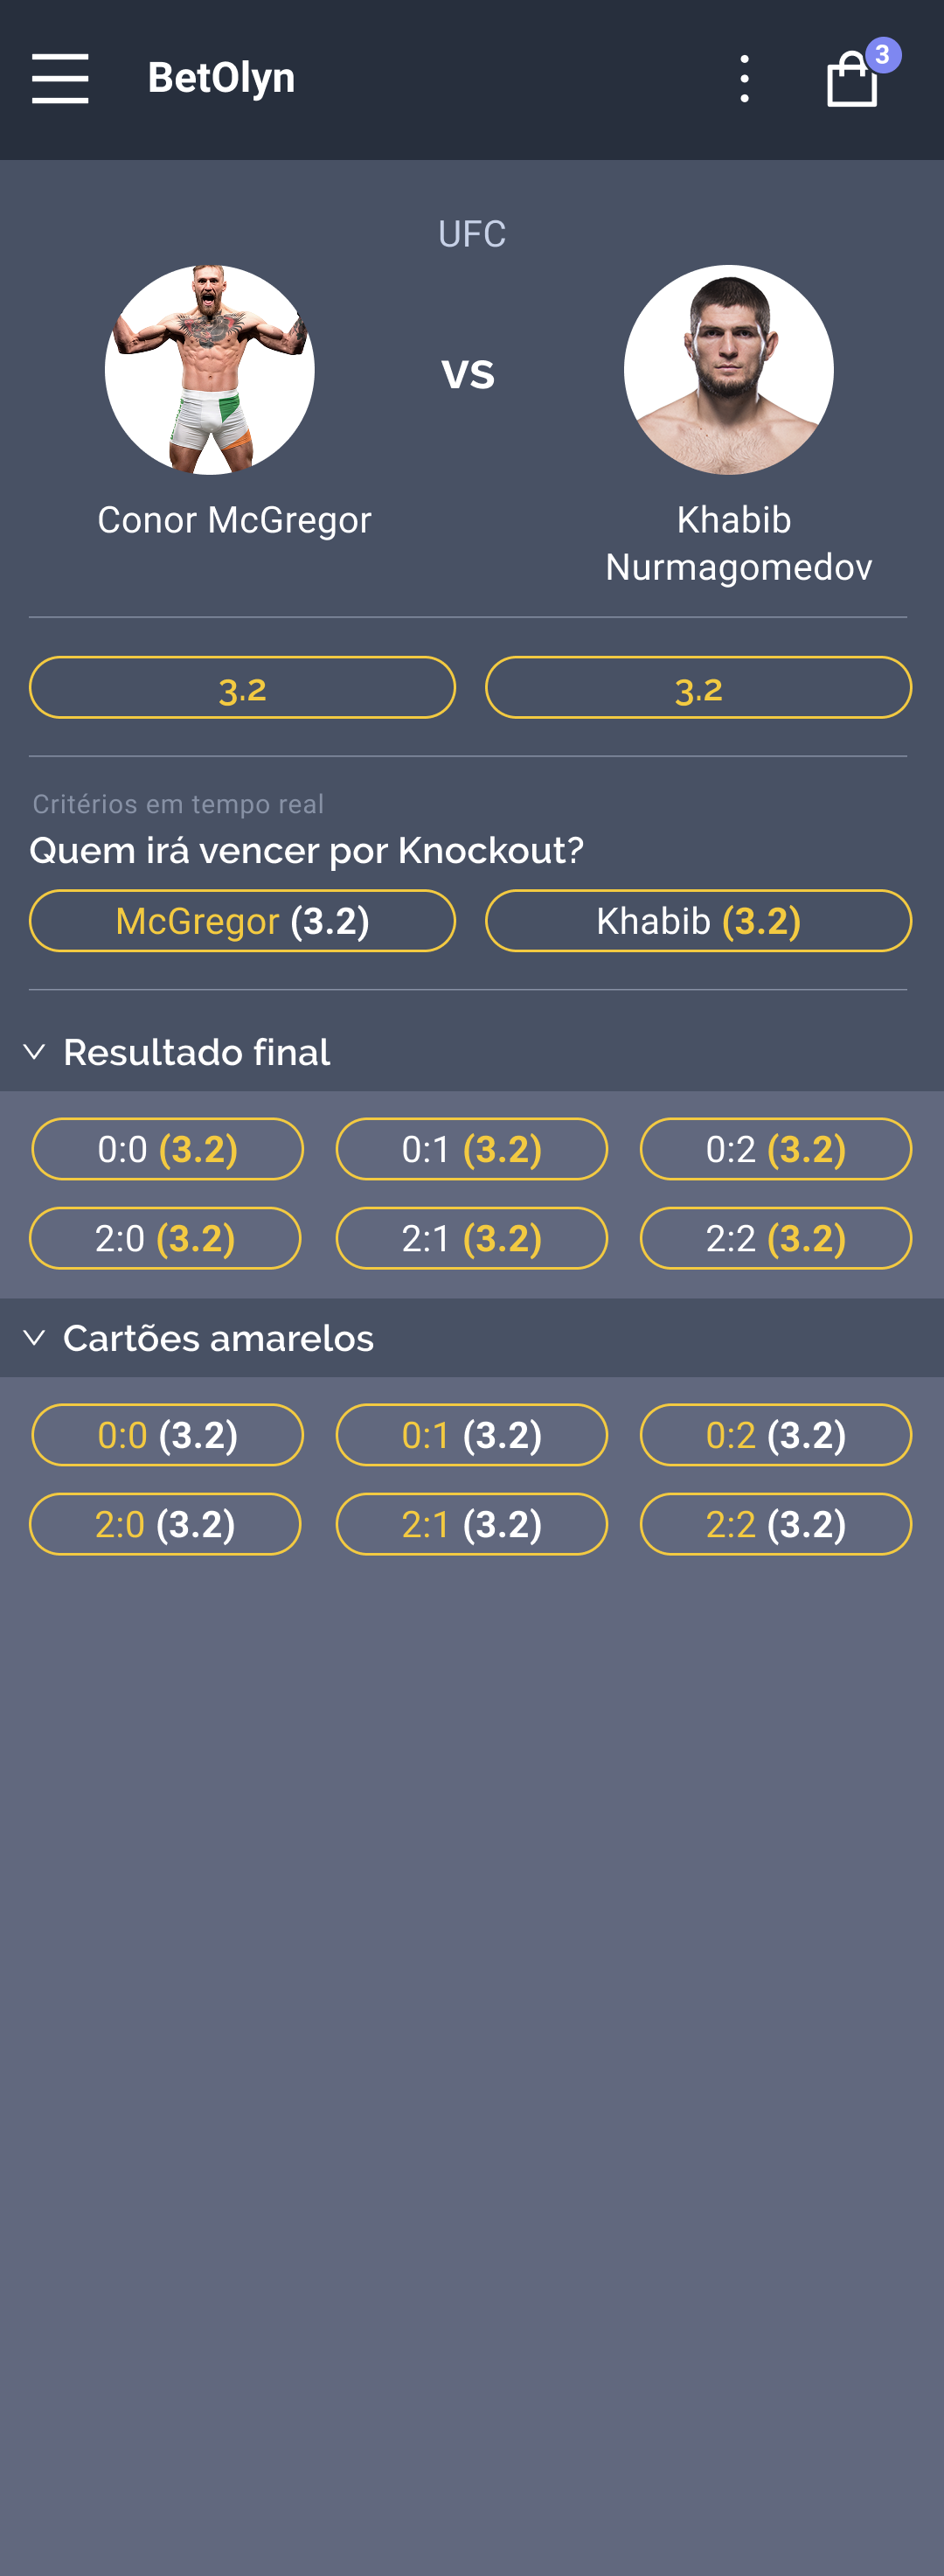 BetOlyn
3
UFC
vs
Conor McGregor
Khabib
Nurmagomedov
3.2
3.2
Critérios em tempo real
Quem irá vencer por Knockout?
McGregor (3.2)
Khabib (3.2)
Resultado final
0:0 (3.2)
0:1 (3.2)
0:2 (3.2)
2:0 (3.2)
2:1 (3.2)
2:2 (3.2)
Cartões amarelos
0:0 (3.2)
0:1 (3.2)
0:2 (3.2)
2:0 (3.2)
2:1 (3.2)
2:2 (3.2)